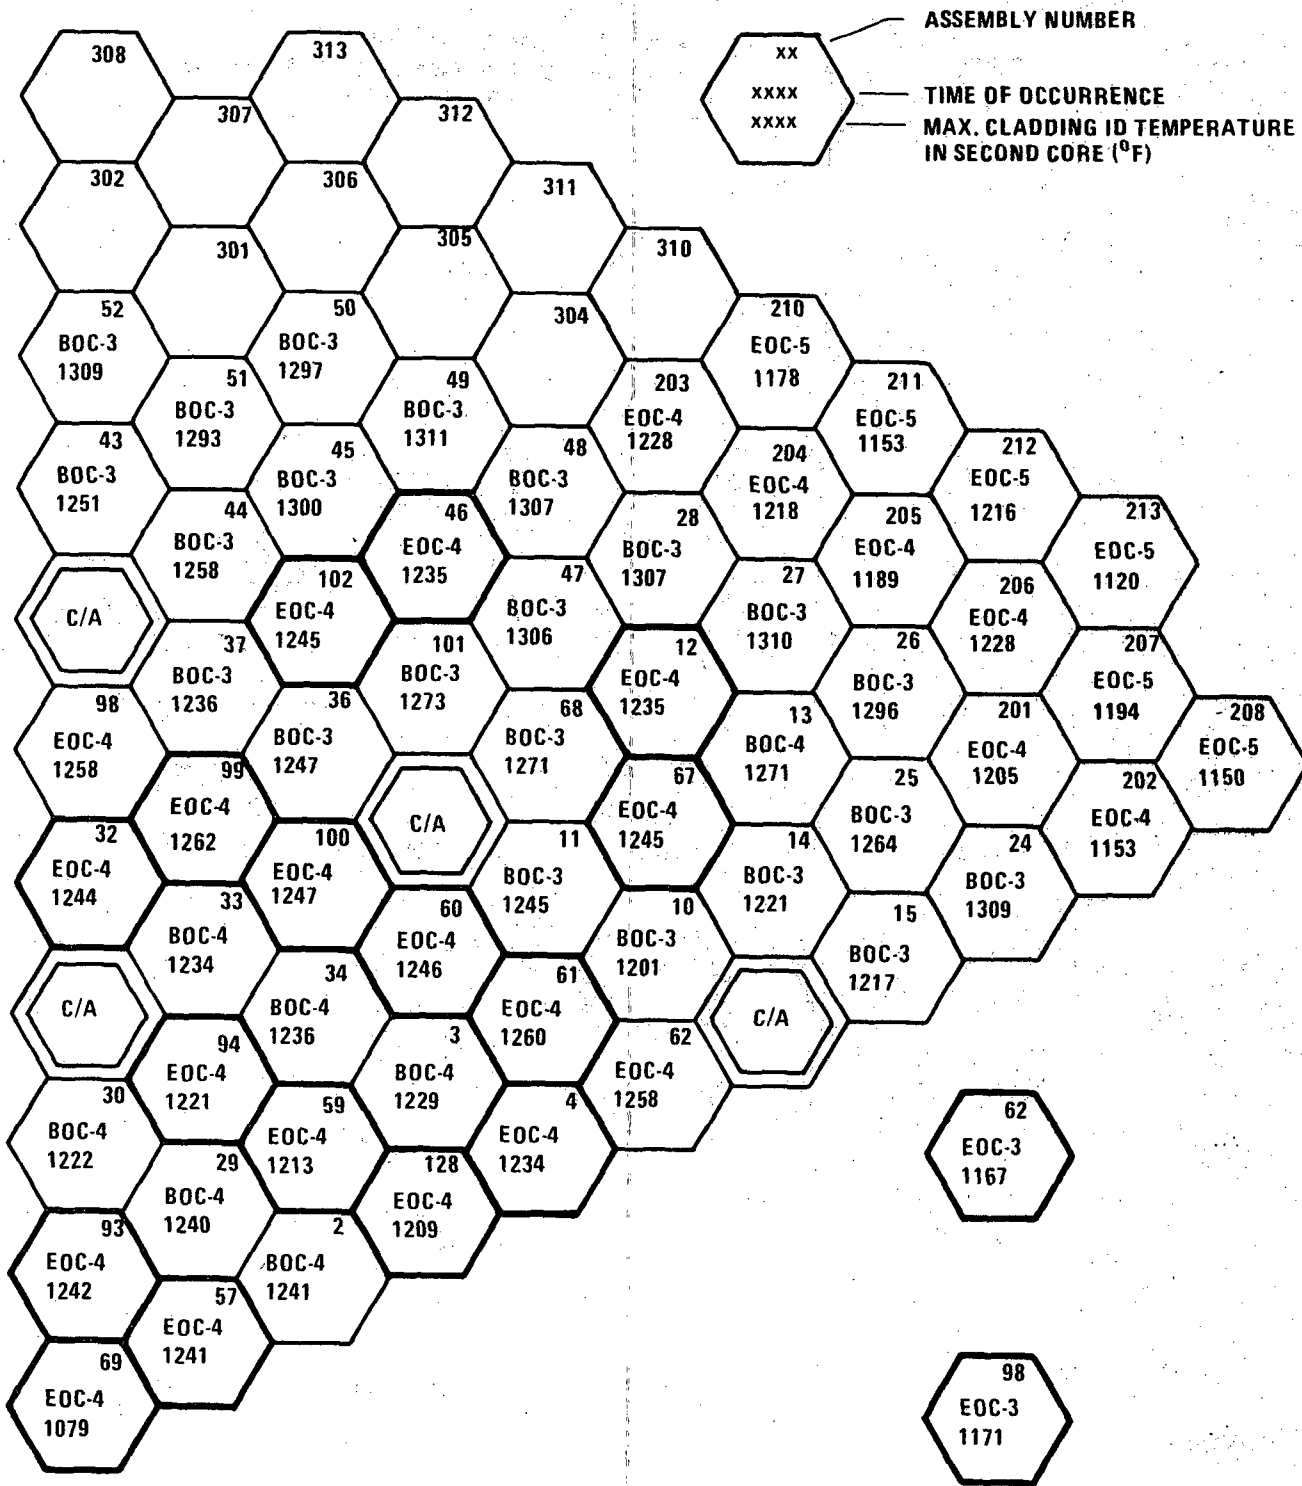 ASSEMBLY NUMBER
XX
XXXX
TIME OF OCCURRENCE
XXXX
MAX. CLADDING ID TEMPERATURE
IN SECOND CORE (⁰F)
308
313
307
312
302
306
311
301
305
310
52
BOC-3
1309
50
BOC-3
1297
304
210
EOC-5
1178
51
BOC-3
1293
49
BOC-3
1311
203
EOC-4
1228
211
EOC-5
1153
43
BOC-3
1251
45
BOC-3
1300
48
BOC-3
1307
204
EOC-4
1218
212
EOC-5
1216
44
BOC-3
1258
46
EOC-4
1235
28
BOC-3
1307
205
EOC-4
1189
213
EOC-5
1120
C/A
102
EOC-4
1245
47
BOC-3
1306
27
BOC-3
1310
206
EOC-4
1228
37
BOC-3
1236
101
BOC-3
1273
12
EOC-4
1235
26
BOC-3
1296
207
EOC-5
1194
98
EOC-4
1258
36
BOC-3
1247
68
BOC-3
1271
13
BOC-4
1271
201
EOC-4
1205
208
EOC-5
1150
99
EOC-4
1262
C/A
67
EOC-4
1245
25
BOC-3
1264
202
EOC-4
1153
32
EOC-4
1244
100
EOC-4
1247
11
BOC-3
1245
14
BOC-3
1221
24
BOC-3
1309
33
BOC-4
1234
60
EOC-4
1246
10
BOC-3
1201
15
BOC-3
1217
C/A
34
BOC-4
1236
61
EOC-4
1260
C/A
94
EOC-4
1221
3
BOC-4
1229
62
EOC-4
1258
30
BOC-4
1222
59
EOC-4
1213
4
EOC-4
1234
62
EOC-3
1167
29
BOC-4
1240
128
EOC-4
1209
93
EOC-4
1242
2
BOC-4
1241
57
EOC-4
1241
69
EOC-4
1079
98
EOC-3
1171